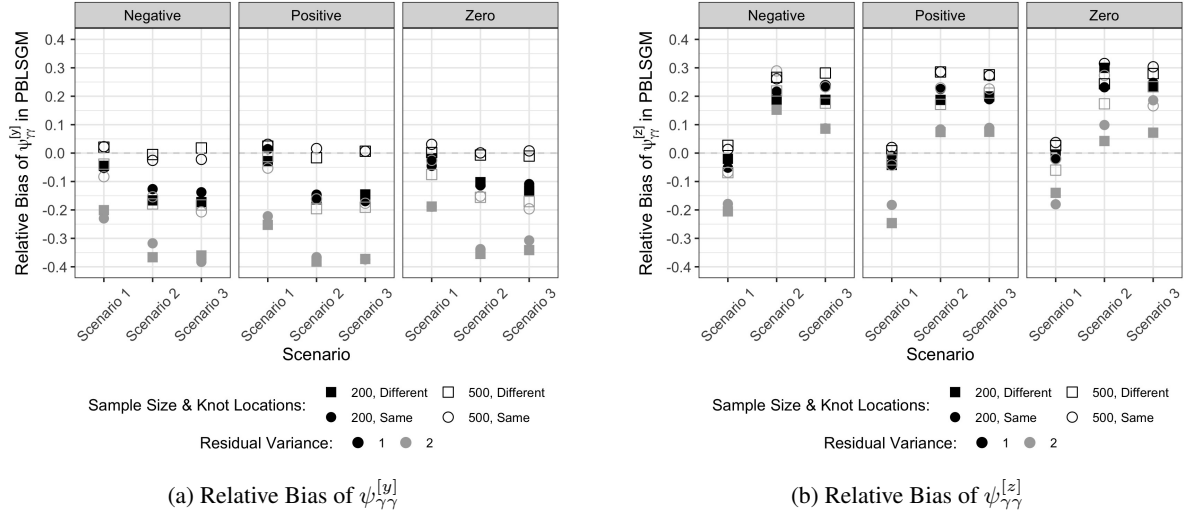 Negative Positive Zero
Relative Bias of ψγγ[y] in PBLSGM
0.4
0.3
0.2
0.1
0.0
-0.1
-0.2
-0.3
-0.4
Scenario 1 Scenario 2 Scenario 3 Scenario 1 Scenario 2 Scenario 3 Scenario 1 Scenario 2 Scenario 3
Scenario
Sample Size & Knot Locations:
200, Different 500, Different
200, Same 500, Same
Residual Variance: 1 2
(a) Relative Bias of ψγγ[y]
Negative Positive Zero
Relative Bias of ψγγ[z] in PBLSGM
0.4
0.3
0.2
0.1
0.0
-0.1
-0.2
-0.3
-0.4
Scenario 1 Scenario 2 Scenario 3 Scenario 1 Scenario 2 Scenario 3 Scenario 1 Scenario 2 Scenario 3
Scenario
Sample Size & Knot Locations:
200, Different 500, Different
200, Same 500, Same
Residual Variance: 1 2
(b) Relative Bias of ψγγ[z]